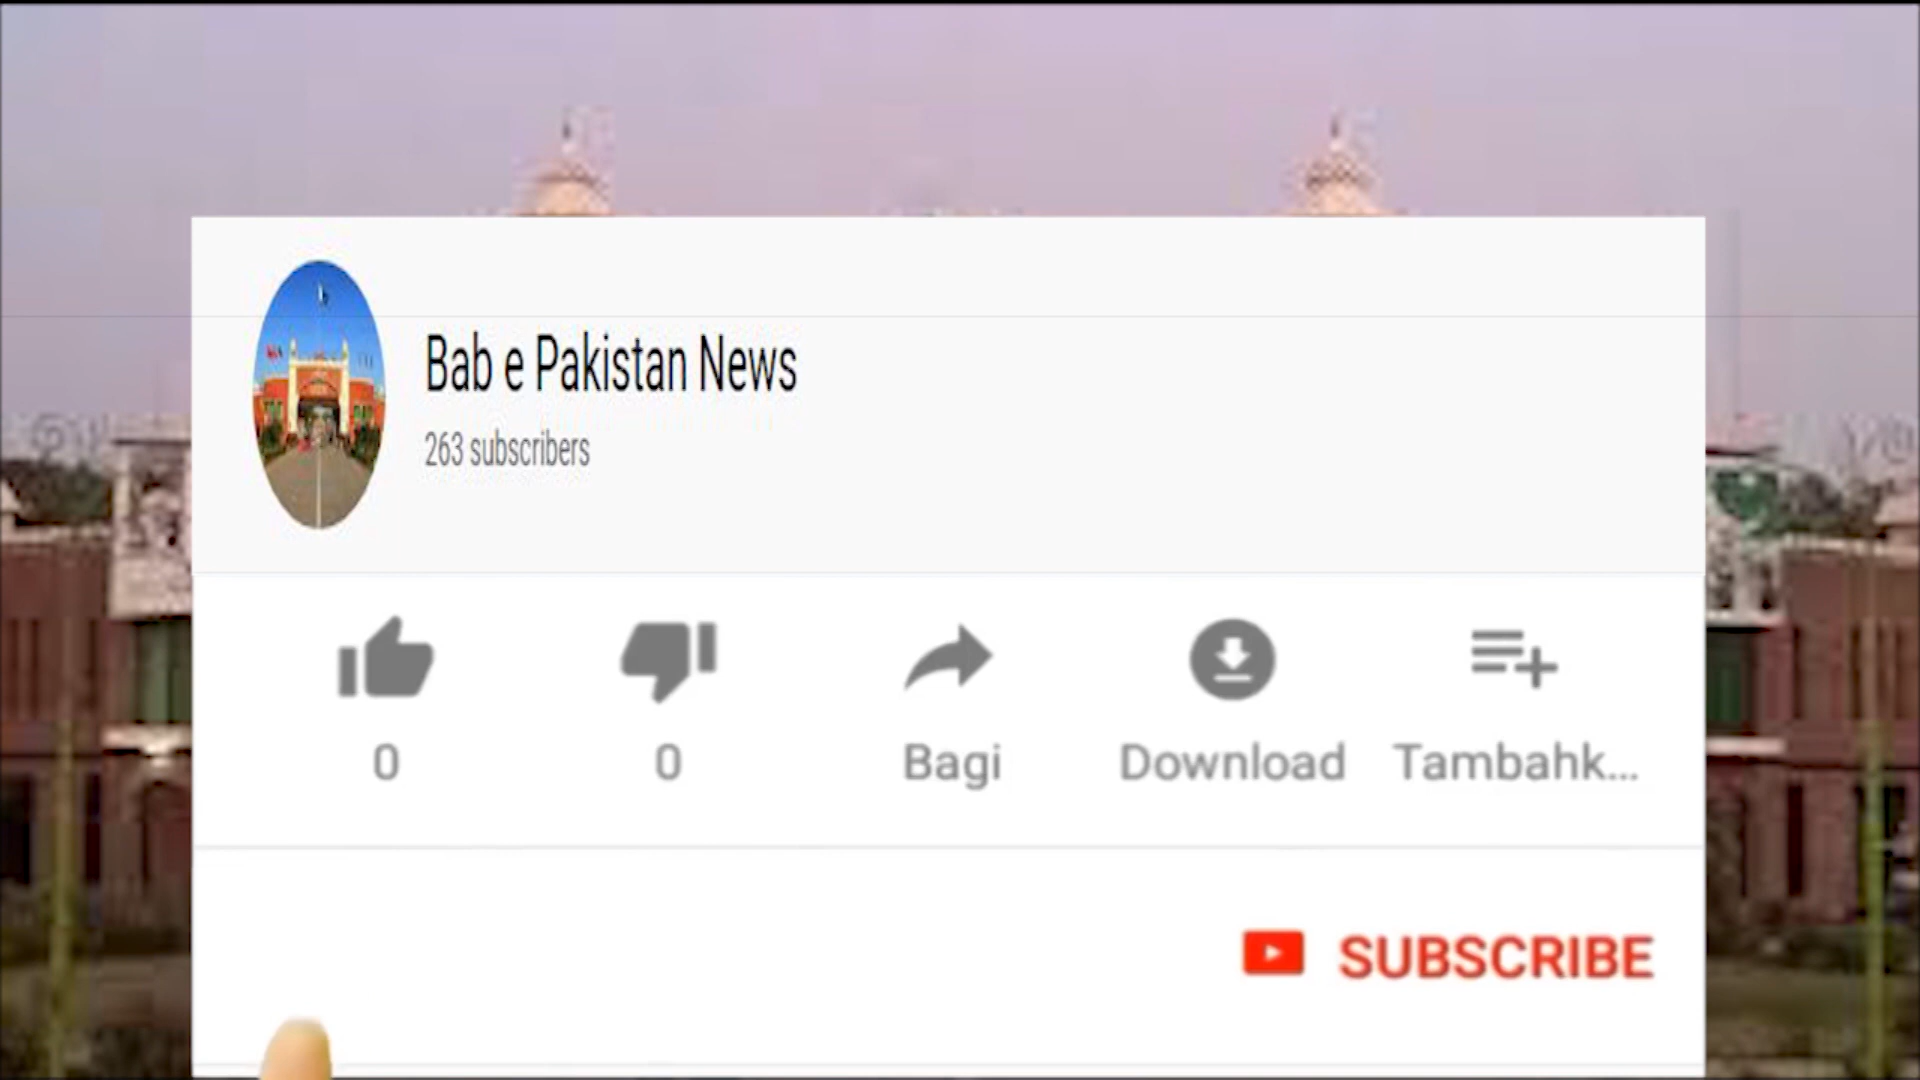 Bab e Pakistan News
263 subscribers
0
0
Bagi
Download
Tambahk...
SUBSCRIBE